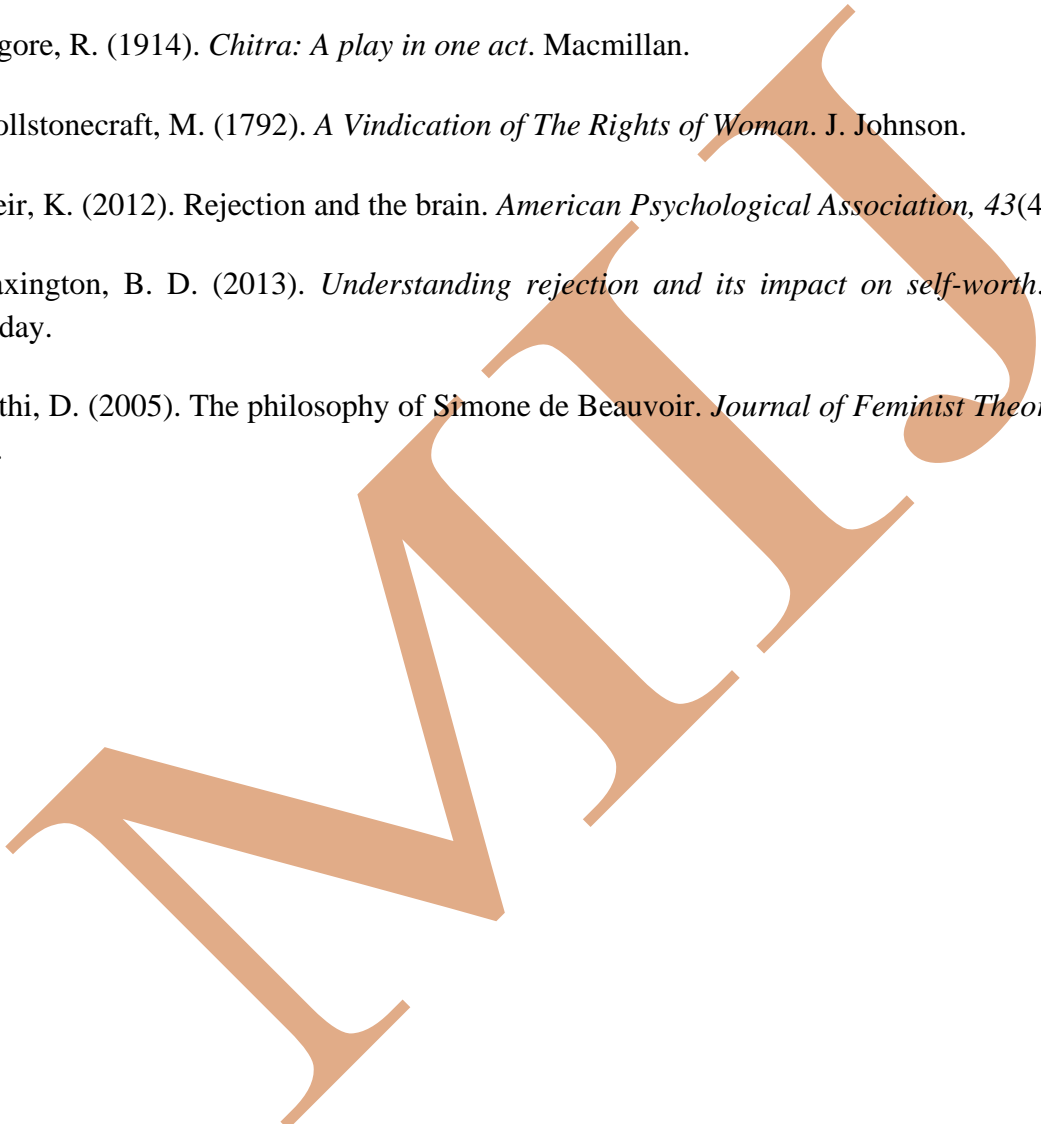 gore, R. (1914). Chitra: A play in one act. Macmillan.
ollstonecraft, M. (1792). A Vindication of The Rights of Woman. J. Johnson.
eir, K. (2012). Rejection and the brain. American Psychological Association, 43(4
axington, B. D. (2013). Understanding rejection and its impact on self-worth.
day.
thi, D. (2005). The philosophy of Simone de Beauvoir. Journal of Feminist Theor
.
MIJ